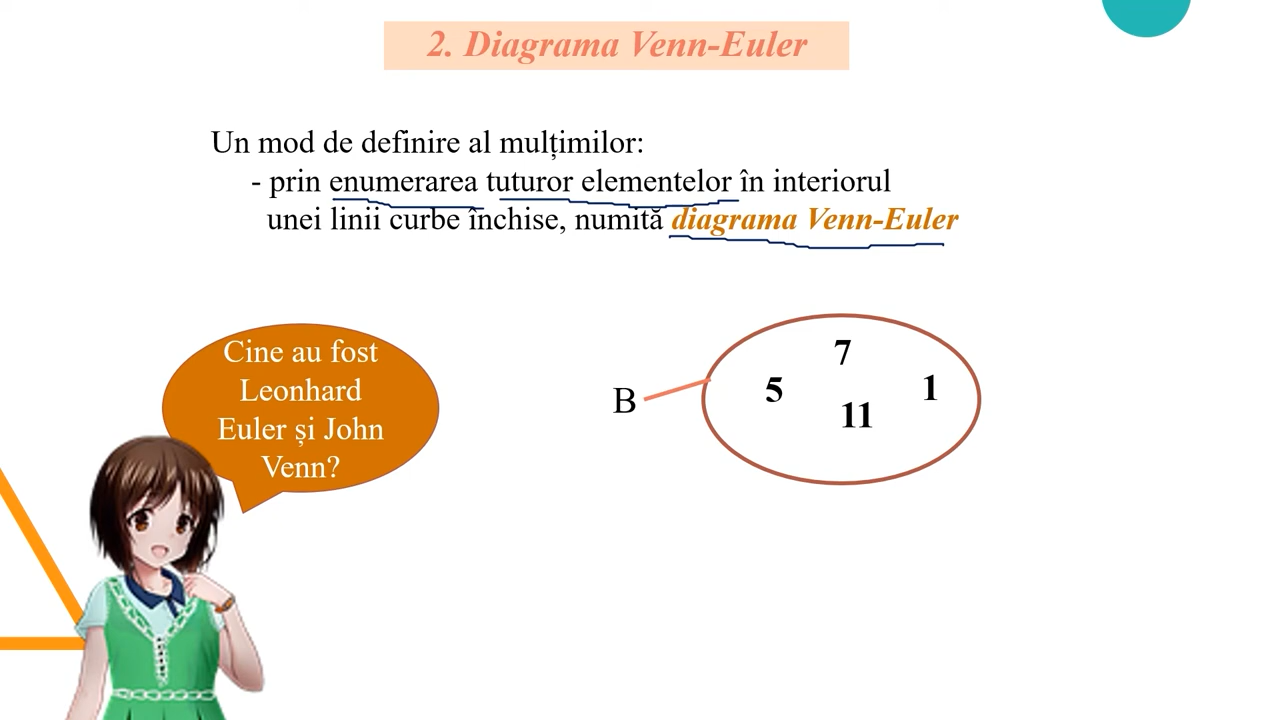 2. Diagrama Venn-Euler
Un mod de definire al mulțimilor:
- prin enumerarea tuturor elementelor în interiorul
unei linii curbe închise, numită diagrama Venn-Euler
Cine au fost
Leonhard
Euler și John
Venn?
B
7
5
1
11